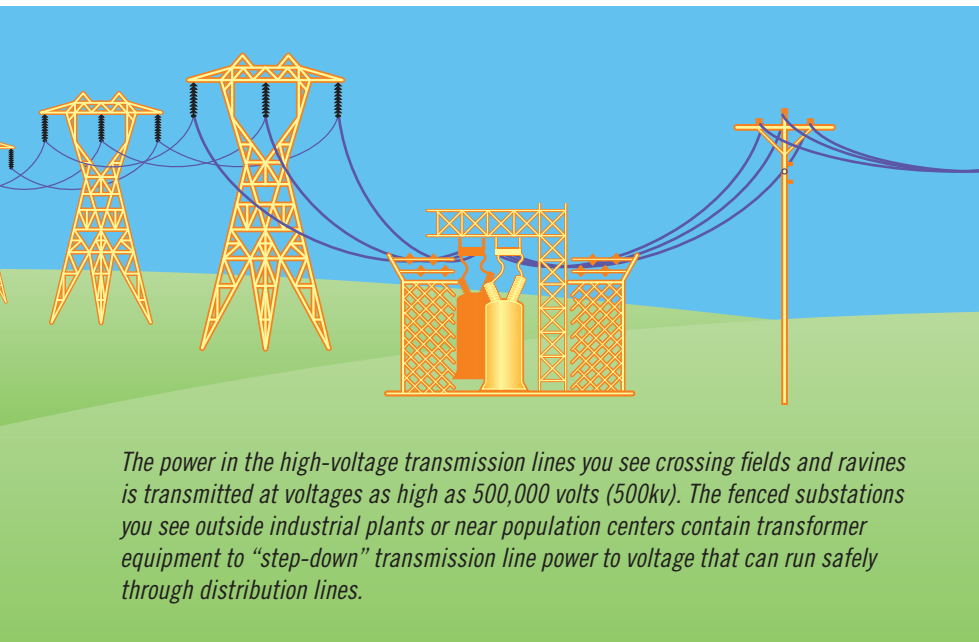 The power in the high-voltage transmission lines you see crossing fields and ravines
is transmitted at voltages as high as 500,000 volts (500kv). The fenced substations
you see outside industrial plants or near population centers contain transformer
equipment to “step-down” transmission line power to voltage that can run safely
through distribution lines.